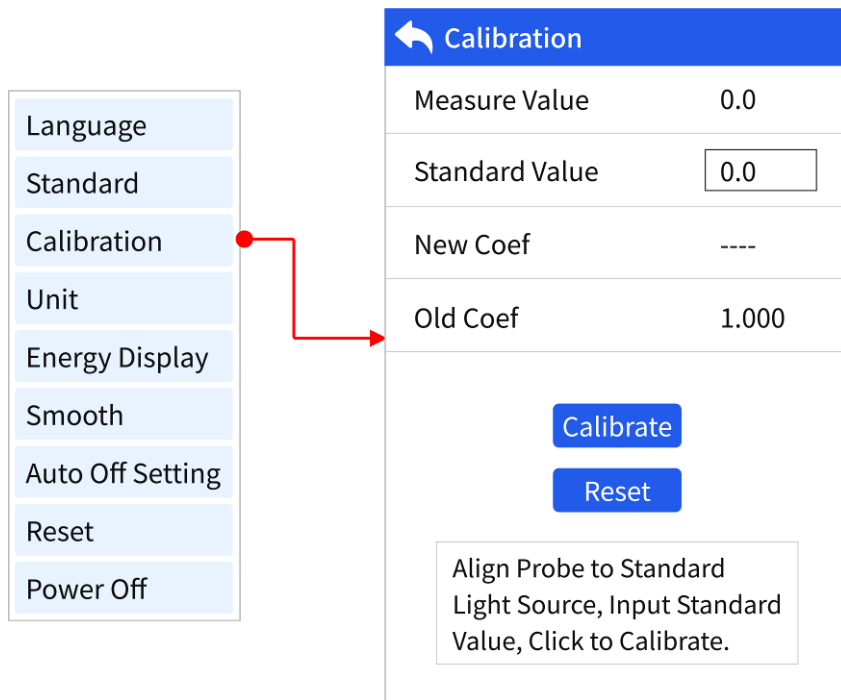 Language
Standard
Calibration
Unit
Energy Display
Smooth
Auto Off Setting
Reset
Power Off
Calibration
Measure Value 0.0
Standard Value 0.0
New Coef ----
Old Coef 1.000
Calibrate
Reset
Align Probe to Standard
Light Source, Input Standard
Value, Click to Calibrate.